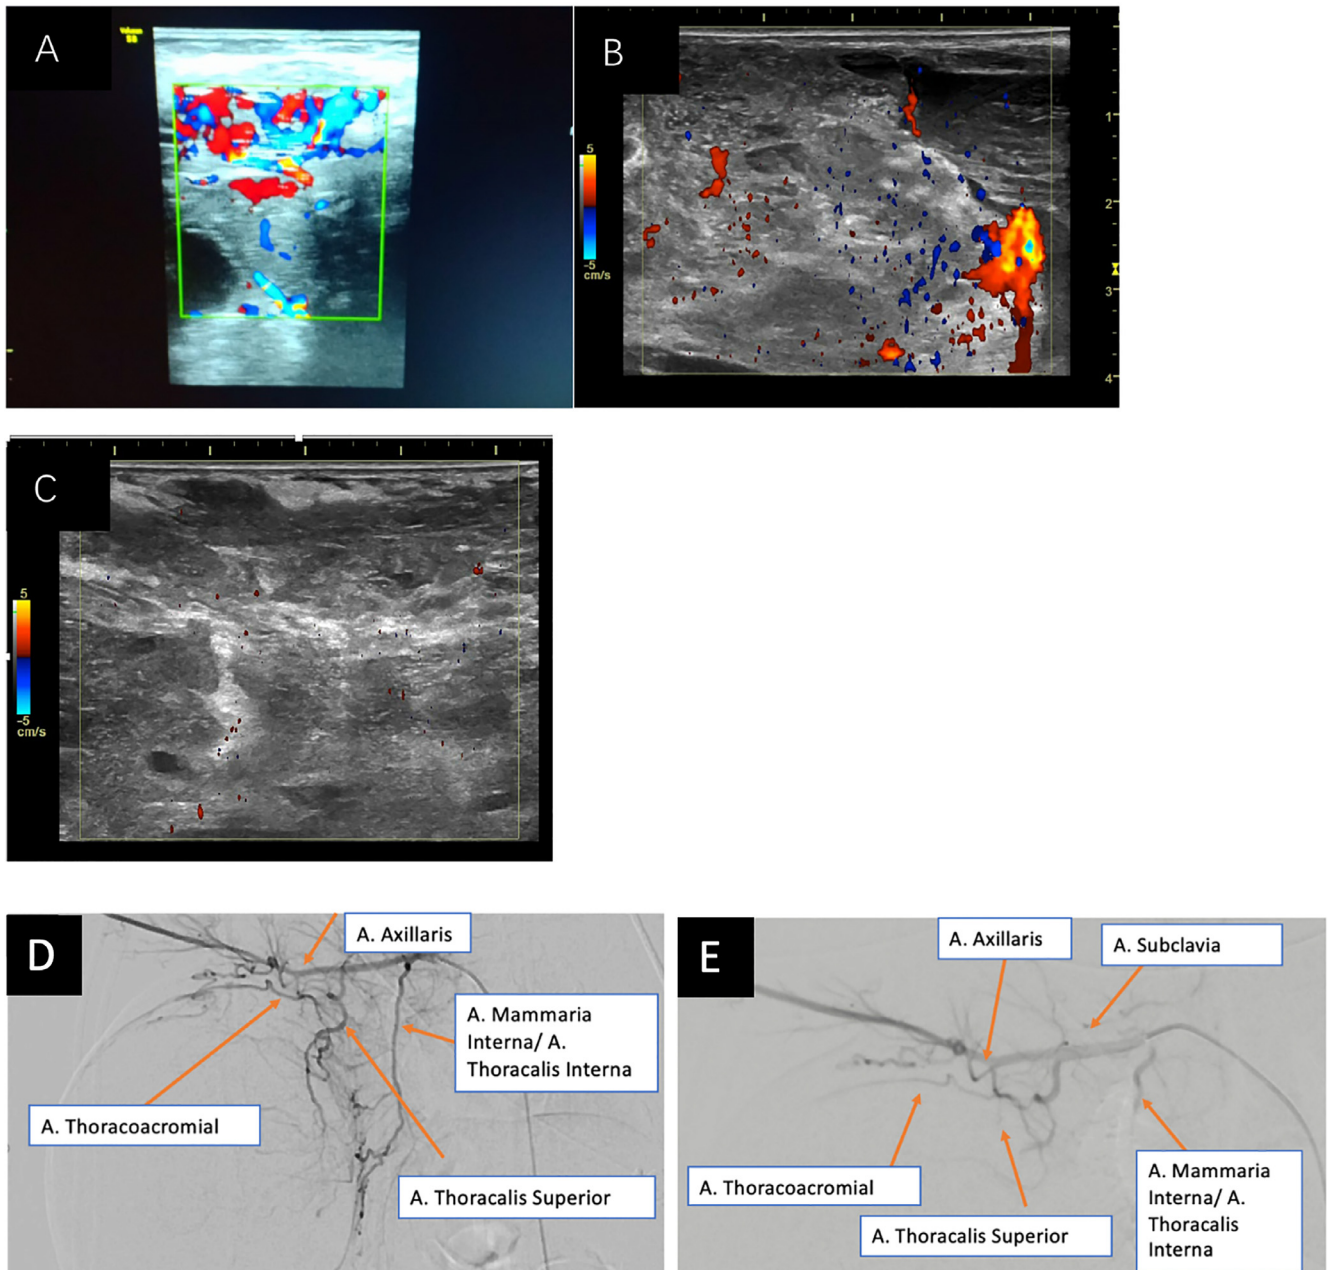 A
B
5
-5
cm/s
1
2
3
4
C
5
-5
cm/s
D
A. Axillaris
A. Mammaria
Interna/ A.
Thoracalis Interna
A. Thoracoacromial
A. Thoracalis Superior
E
A. Axillaris
A. Subclavia
A. Thoracoacromial
A. Thoracalis Superior
A. Mammaria
Interna/ A.
Thoracalis
Interna